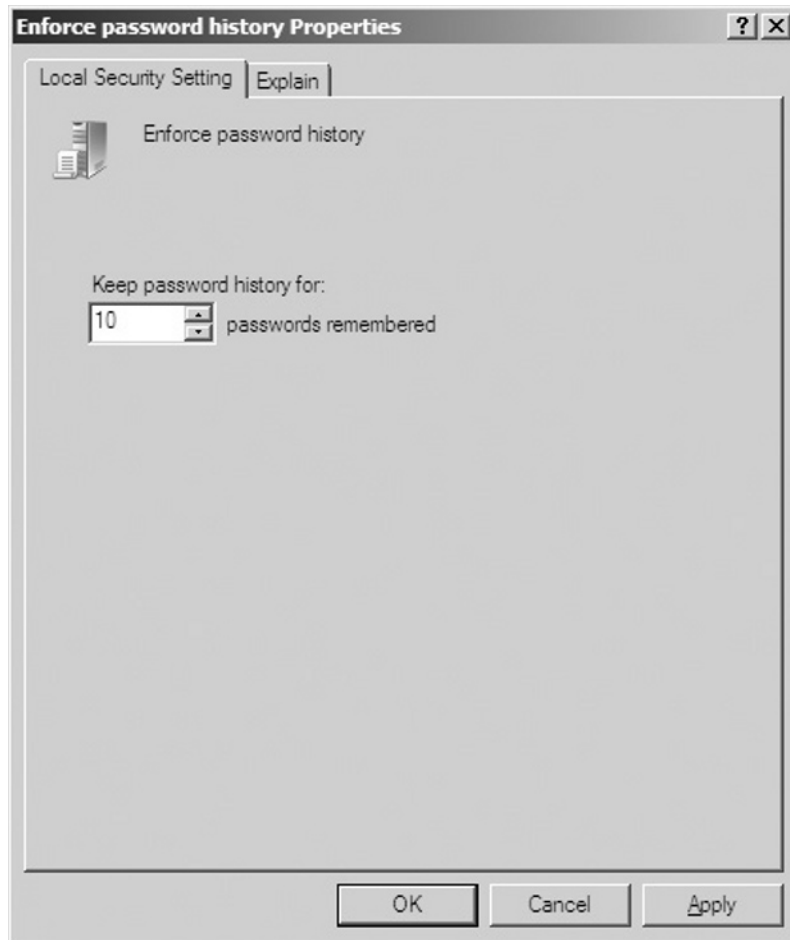 Enforce password history Properties
Local Security Setting
Explain
Enforce password history
Keep password history for:
10
passwords remembered
OK
Cancel
Apply